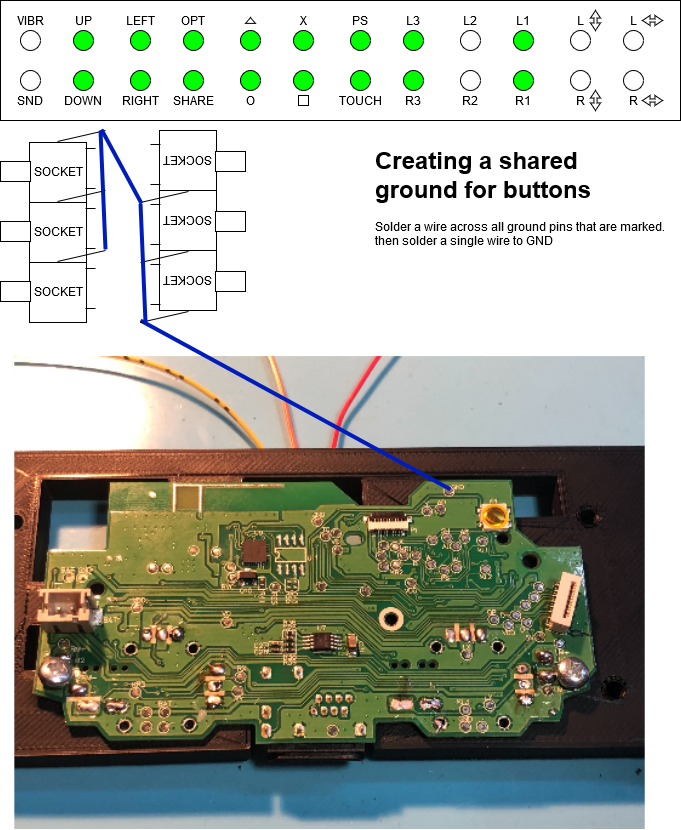 VIBR UP LEFT OPT △ X PS L3 L2 L1 L L
SND DOWN RIGHT SHARE O □ TOUCH R3 R2 R1 R R
SOCKET
SOCKET
SOCKET
SOCKET
SOCKET
SOCKET
Creating a shared
ground for buttons
Solder a wire across all ground pins that are marked.
then solder a single wire to GND